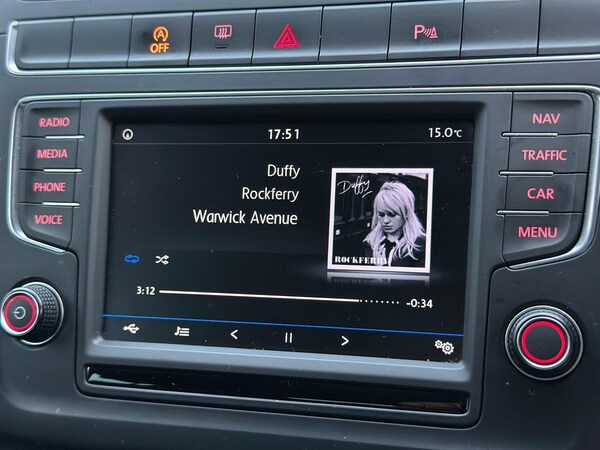 OFF
P
RADIO
MEDIA
PHONE
VOICE
17:51
15.0°C
Duffy
Rockferry
Warwick Avenue
Duffy
ROCKFERRY
3:12
-0:34
NAV
TRAFFIC
CAR
MENU